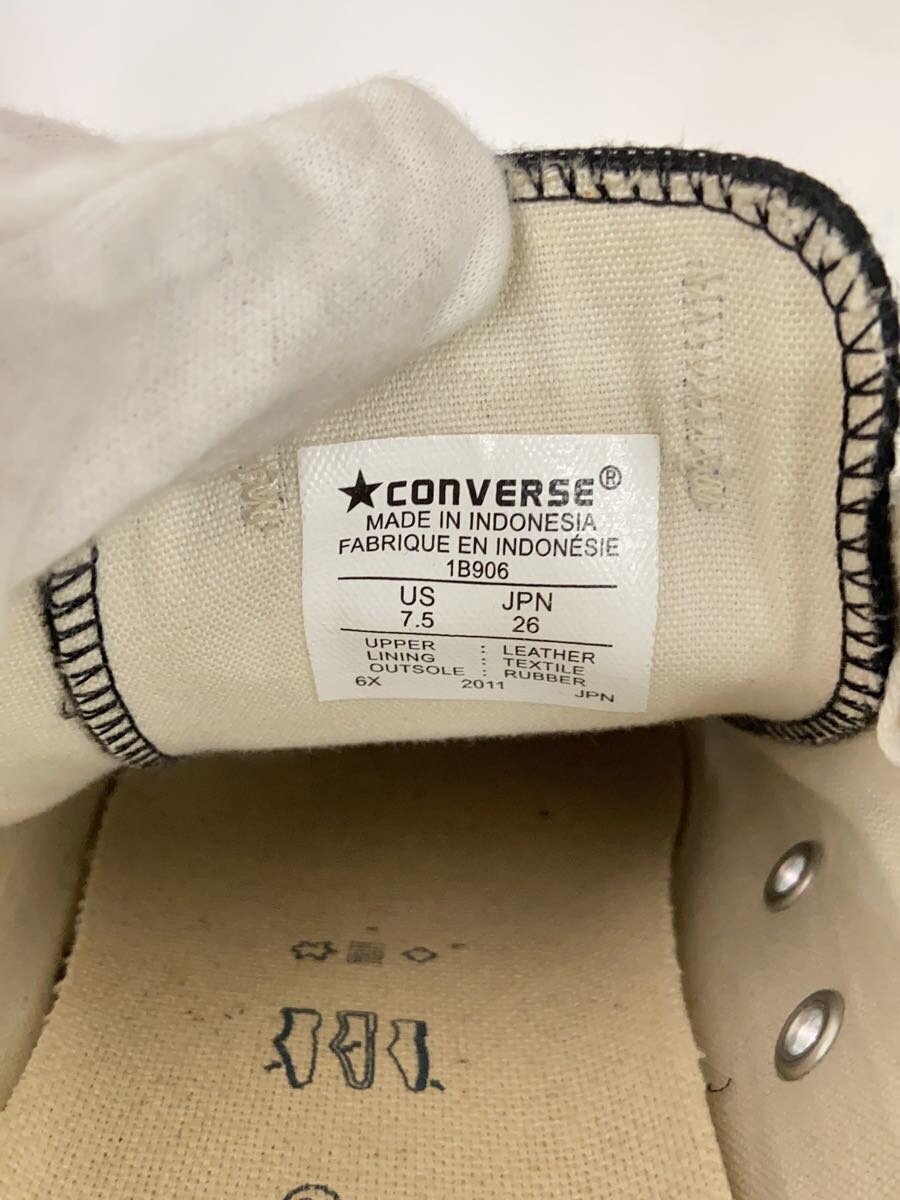 ★CONVERSE®
MADE IN INDONESIA
FABRIQUE EN INDONÉSIE
1B906
US JPN
7.5 26
UPPER : LEATHER
LINING : TEXTILE
OUTSOLE : RUBBER
6X 2011 JPN